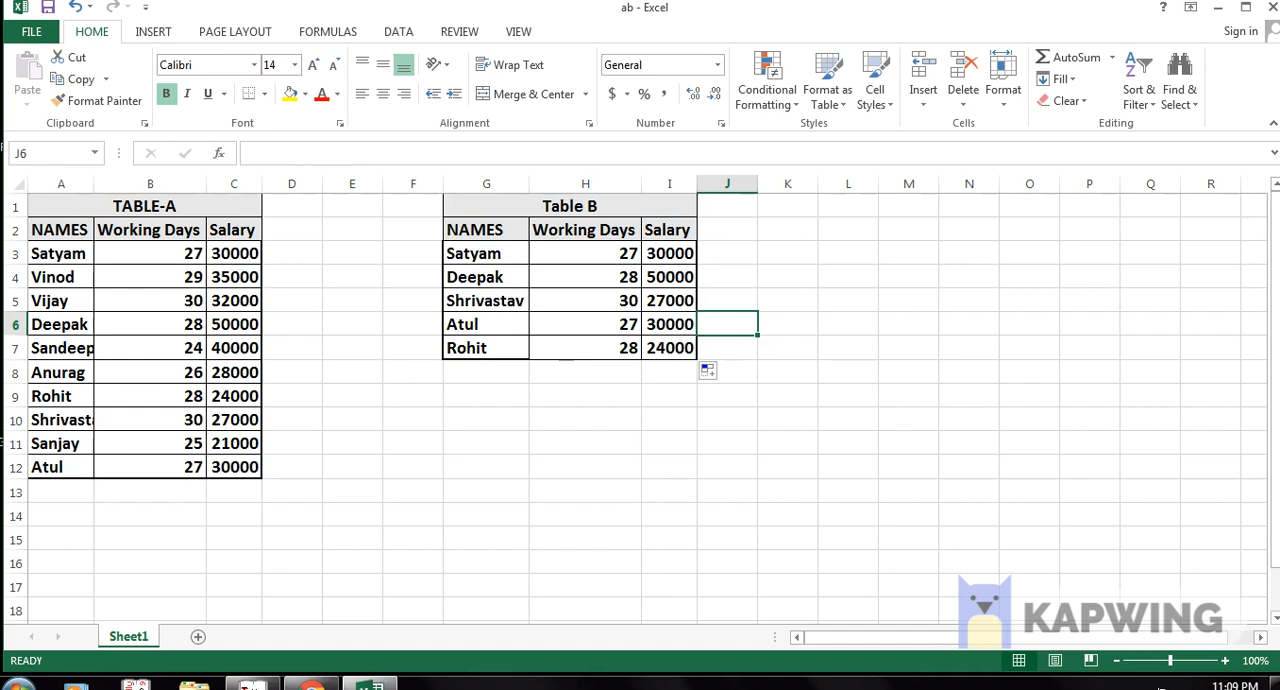 ab - Excel
?
FILE HOME INSERT PAGE LAYOUT FORMULAS DATA REVIEW VIEW Sign in
Paste Cut Copy Format Painter Clipboard
Calibri 14 A A B I U A Font
Wrap Text Merge & Center Alignment
General $ % , Number
Conditional Formatting Format as Table Cell Styles Styles
Insert Delete Format Cells
AutoSum Fill Clear Sort & Filter Find & Select Editing
J6 fx
A B C D E F G H I J K L M N O P Q R
1 TABLE-A Table B
2 NAMES Working Days Salary NAMES Working Days Salary
3 Satyam 27 30000 Satyam 27 30000
4 Vinod 29 35000 Deepak 28 50000
5 Vijay 30 32000 Shrivastav 30 27000
6 Deepak 28 50000 Atul 27 30000
7 Sandeep 24 40000 Rohit 28 24000
8 Anurag 26 28000
9 Rohit 28 24000
10 Shrivasta 30 27000
11 Sanjay 25 21000
12 Atul 27 30000
13
14
15
16
17
18
KAPWING
Sheet1
READY 100%
11:09 PM